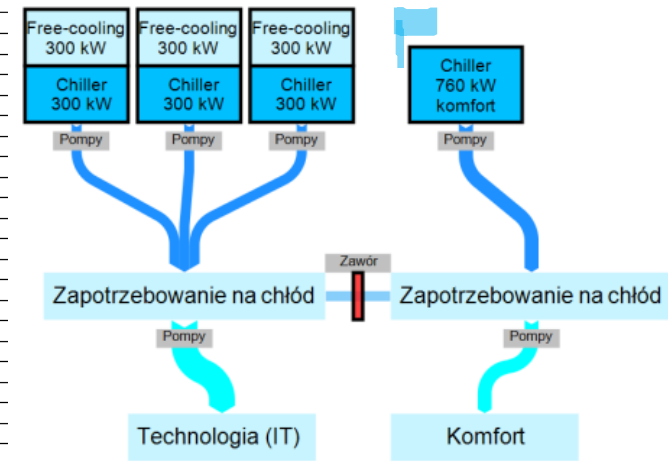 Free-cooling
300 kW
Free-cooling
300 kW
Free-cooling
300 kW
Chiller
300 kW
Chiller
300 kW
Chiller
300 kW
Chiller
760 kW
komfort
Pompy
Pompy
Pompy
Pompy
Zawór
Zapotrzebowanie na chłód
Zapotrzebowanie na chłód
Pompy
Pompy
Technologia (IT)
Komfort